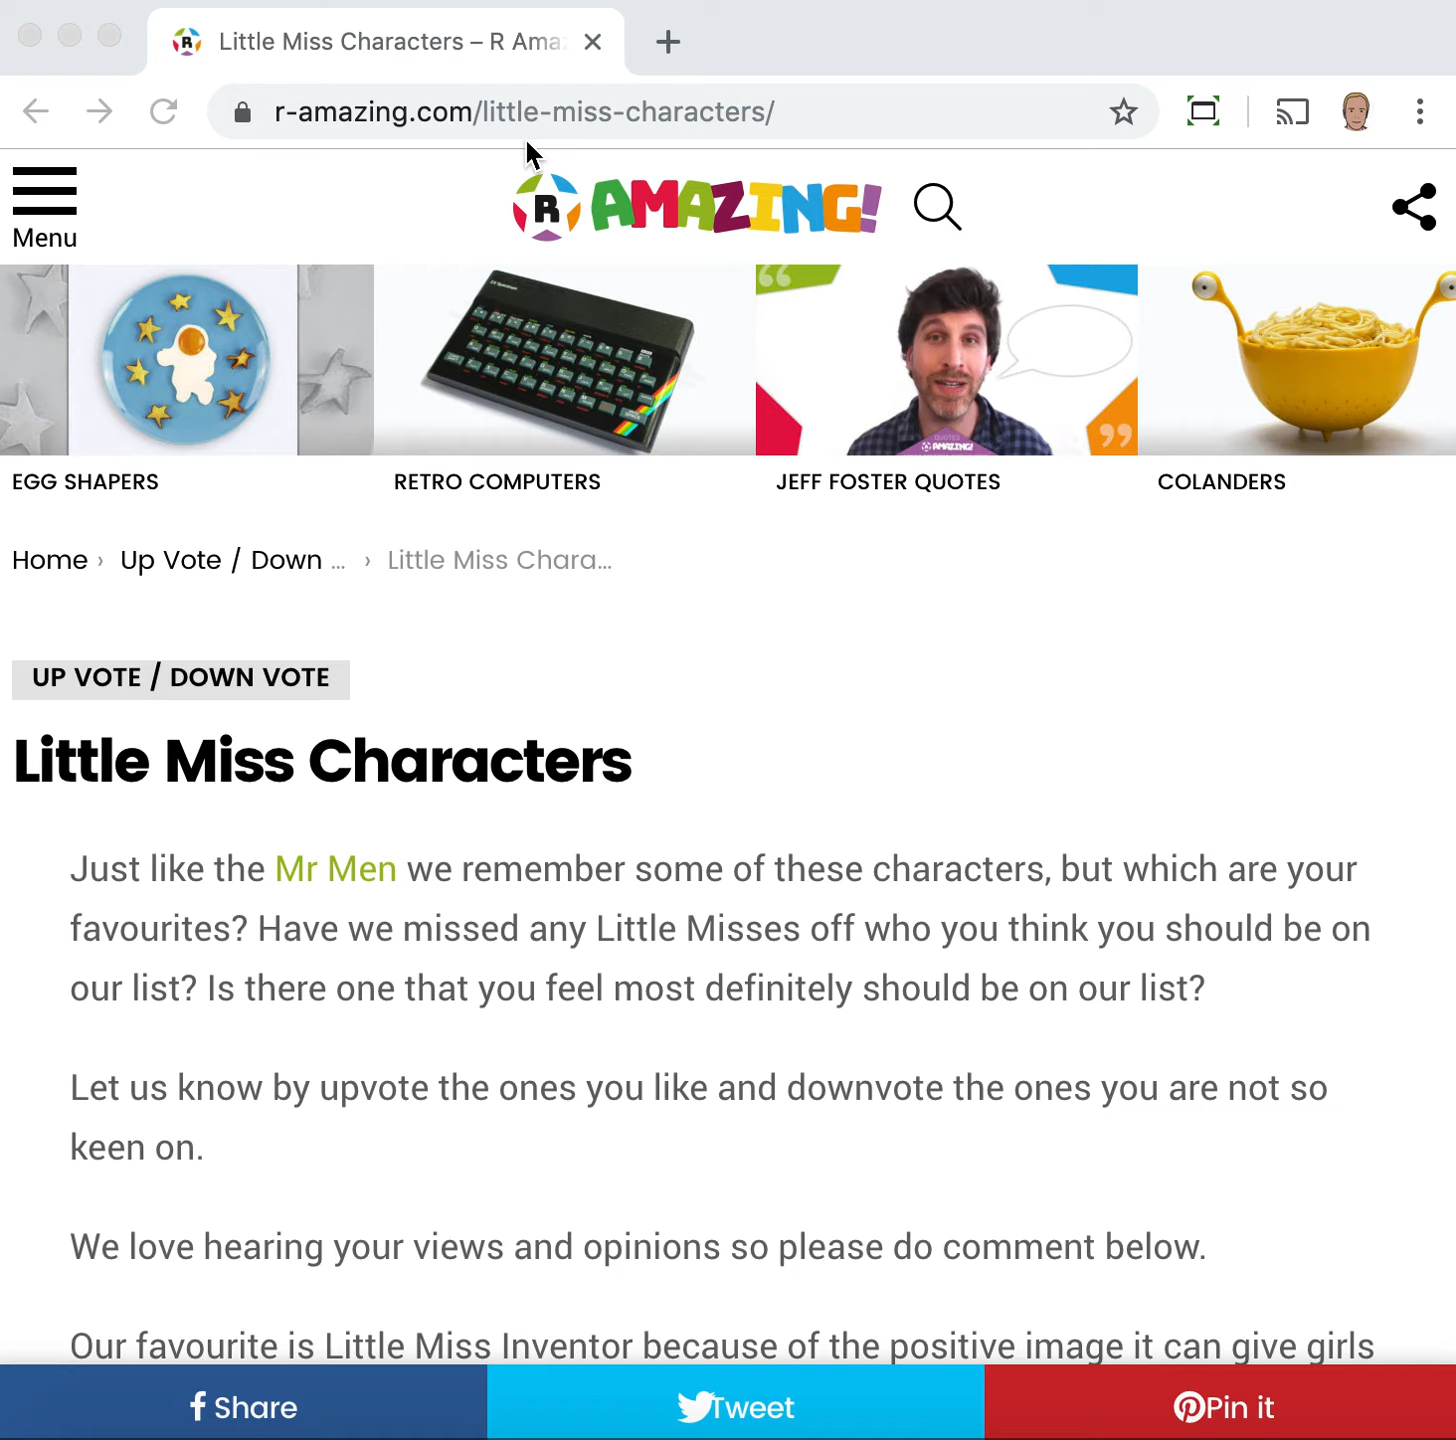 Little Miss Characters – R Ama
r-amazing.com/little-miss-characters/
Menu
R AMAZING!
EGG SHAPERS
RETRO COMPUTERS
JEFF FOSTER QUOTES
COLANDERS
Home › Up Vote / Down ... › Little Miss Chara...
UP VOTE / DOWN VOTE
Little Miss Characters
Just like the Mr Men we remember some of these characters, but which are your
favourites? Have we missed any Little Misses off who you think you should be on
our list? Is there one that you feel most definitely should be on our list?
Let us know by upvote the ones you like and downvote the ones you are not so
keen on.
We love hearing your views and opinions so please do comment below.
Our favourite is Little Miss Inventor because of the positive image it can give girls
Share
Tweet
Pin it